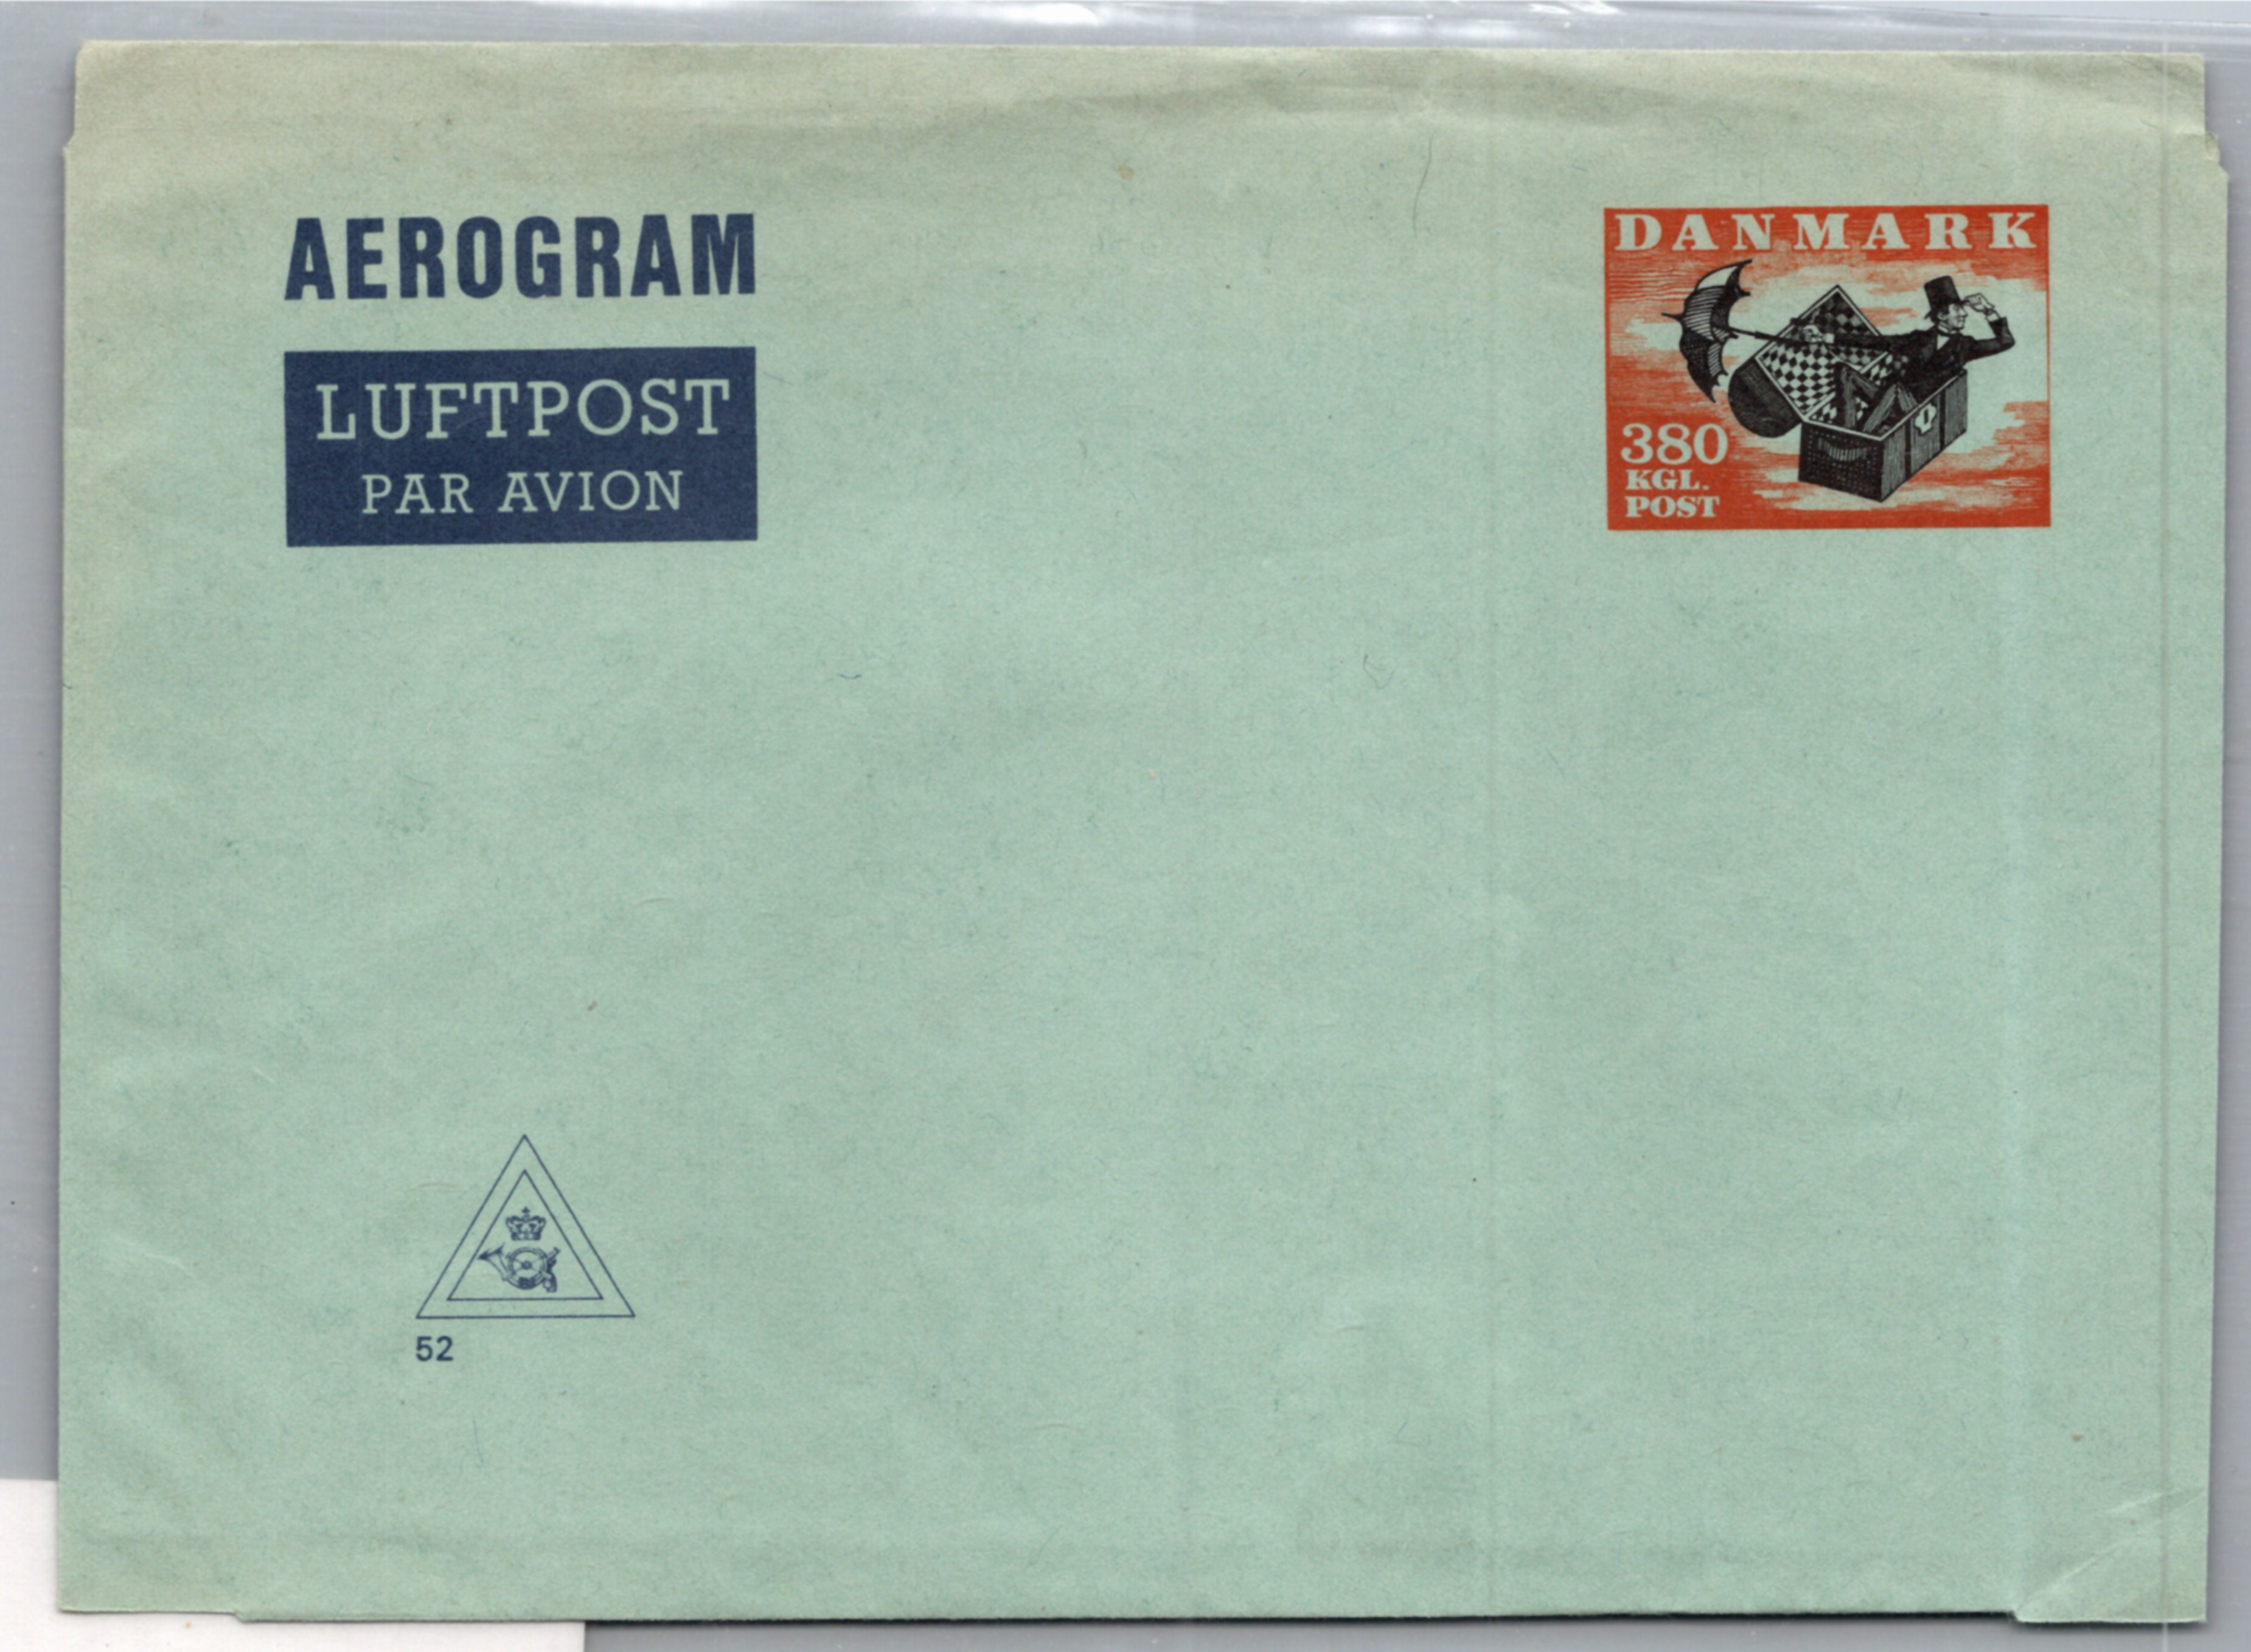 AEROGRAM
LUFTPOST
PAR AVION
DANMARK
380
KGL.
POST
52